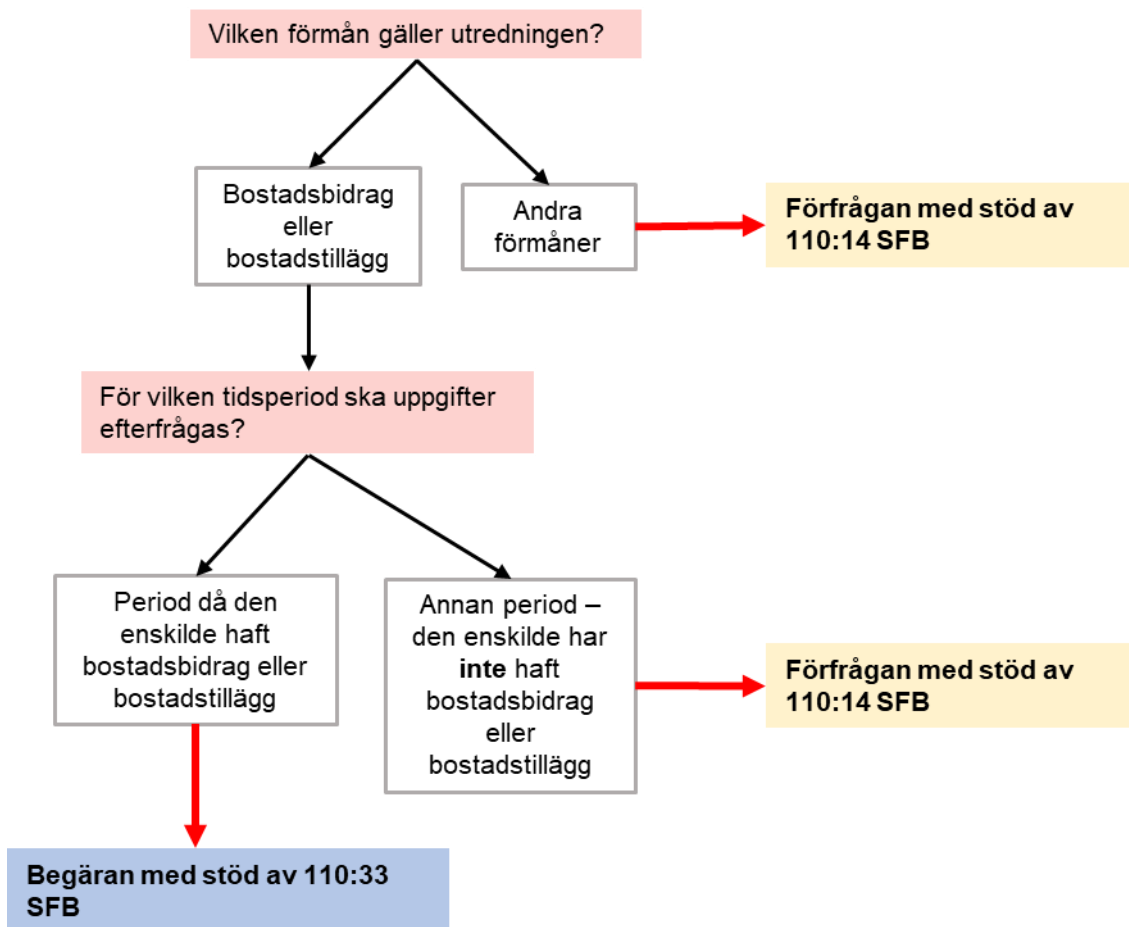 Vilken förmån gäller utredningen?
Bostadsbidrag
eller
bostadstillägg
Andra
förmåner
Förfrågan med stöd av
110:14 SFB
För vilken tidsperiod ska uppgifter
efterfrågas?
Period då den
enskilde haft
bostadsbidrag eller
bostadstillägg
Annan period –
den enskilde har
inte haft
bostadsbidrag
eller
bostadstillägg
Förfrågan med stöd av
110:14 SFB
Begäran med stöd av 110:33
SFB